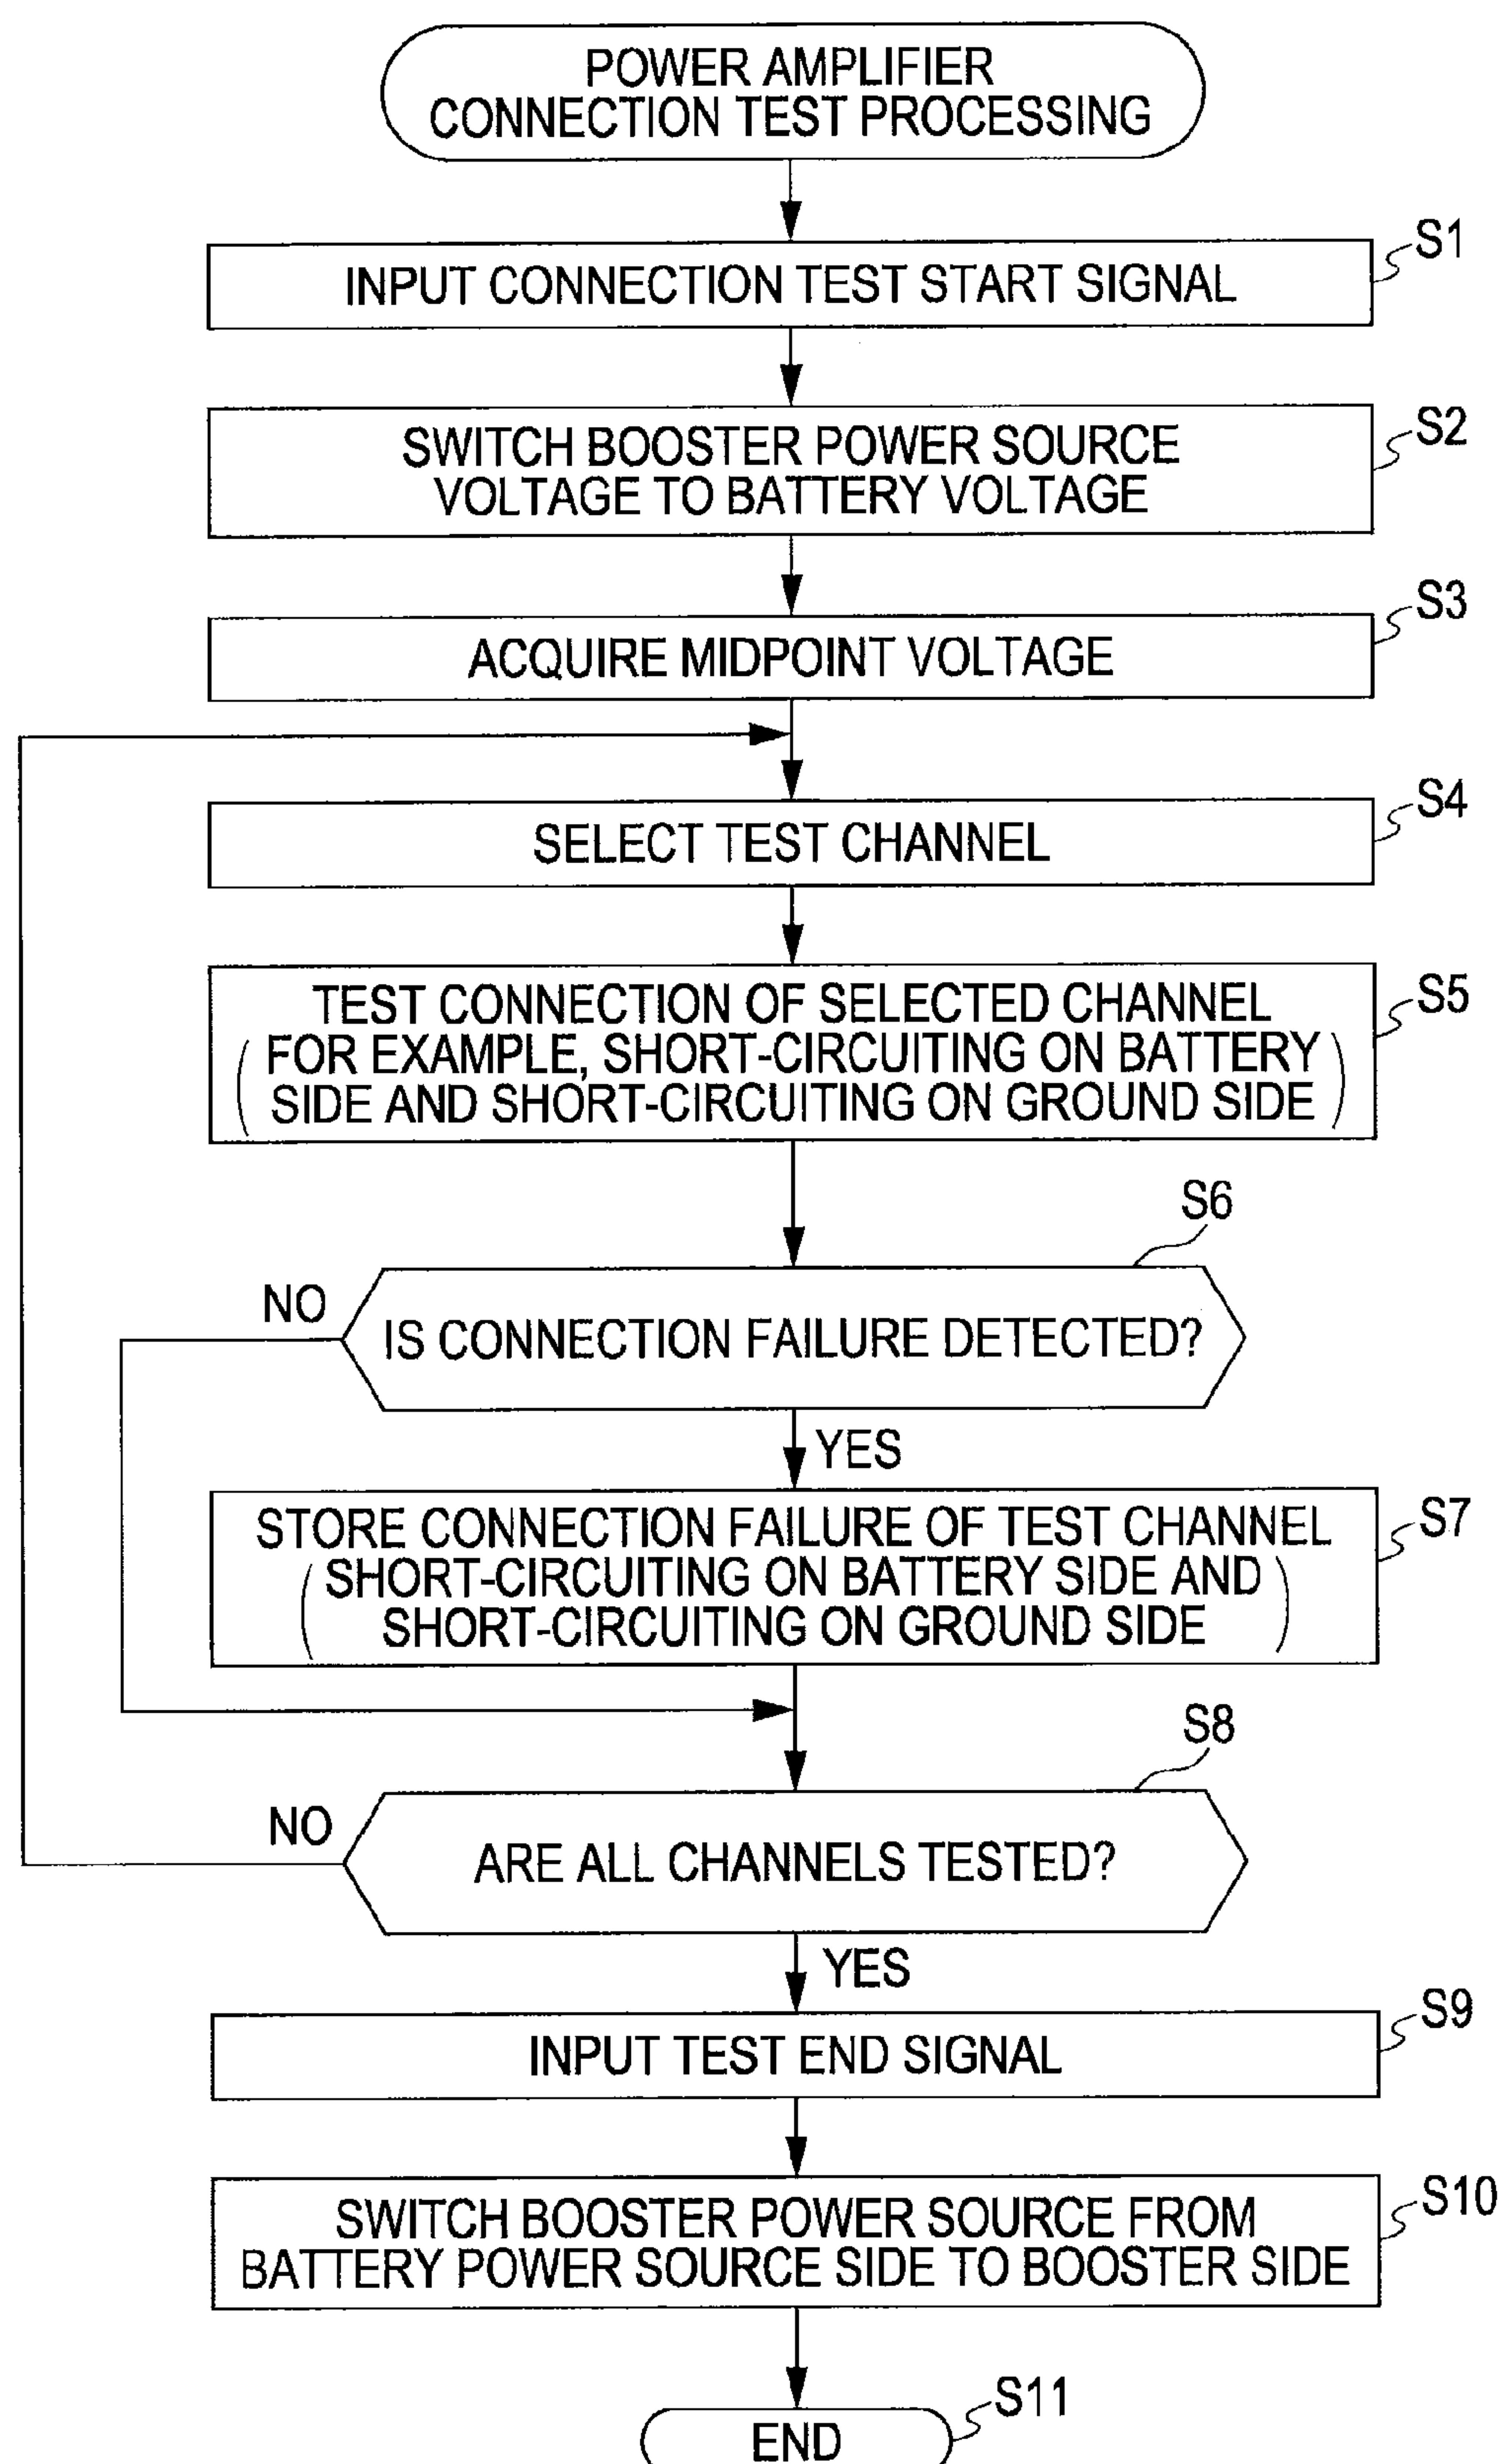 POWER AMPLIFIER
CONNECTION TEST PROCESSING
S1
INPUT CONNECTION TEST START SIGNAL
S2
SWITCH BOOSTER POWER SOURCE
VOLTAGE TO BATTERY VOLTAGE
S3
ACQUIRE MIDPOINT VOLTAGE
S4
SELECT TEST CHANNEL
S5
TEST CONNECTION OF SELECTED CHANNEL
( FOR EXAMPLE, SHORT-CIRCUITING ON BATTERY
SIDE AND SHORT-CIRCUITING ON GROUND SIDE )
S6
NO
IS CONNECTION FAILURE DETECTED?
YES
S7
STORE CONNECTION FAILURE OF TEST CHANNEL
( SHORT-CIRCUITING ON BATTERY SIDE AND
SHORT-CIRCUITING ON GROUND SIDE )
S8
NO
ARE ALL CHANNELS TESTED?
YES
S9
INPUT TEST END SIGNAL
S10
SWITCH BOOSTER POWER SOURCE FROM
BATTERY POWER SOURCE SIDE TO BOOSTER SIDE
S11
END